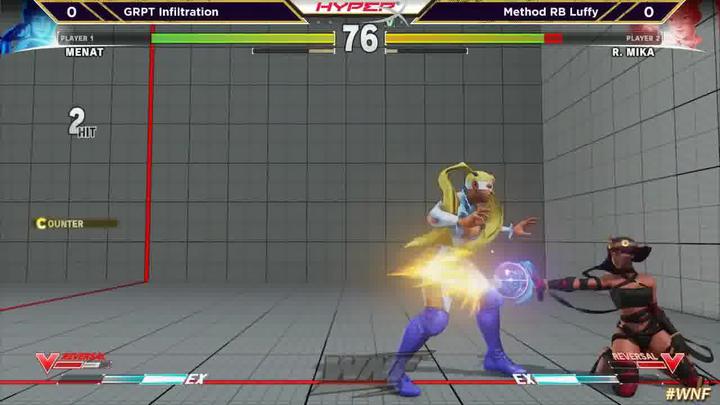 0 GRPT Infiltration HYPER Method RB Luffy 0
PLAYER 1 76 PLAYER 2
MENAT R. MIKA
2 HIT
COUNTER
V REVERSAL REVERSAL V
EX EX
WNF
#WNF